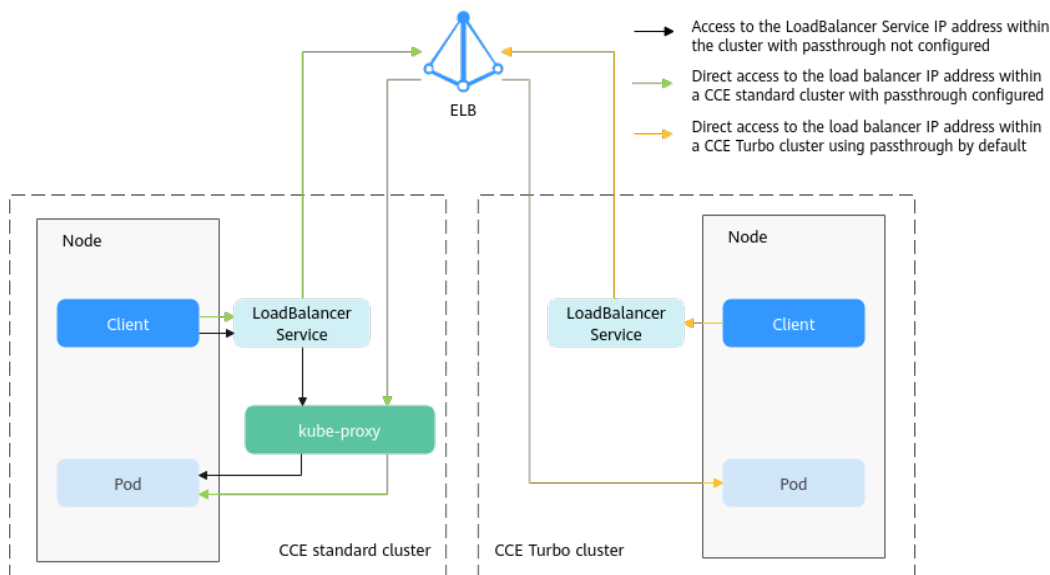 ELB
Access to the LoadBalancer Service IP address within
the cluster with passthrough not configured
Direct access to the load balancer IP address within
a CCE standard cluster with passthrough configured
Direct access to the load balancer IP address within
a CCE Turbo cluster using passthrough by default
Node
Client
LoadBalancer
Service
kube-proxy
Pod
CCE standard cluster
Node
LoadBalancer
Service
Client
Pod
CCE Turbo cluster